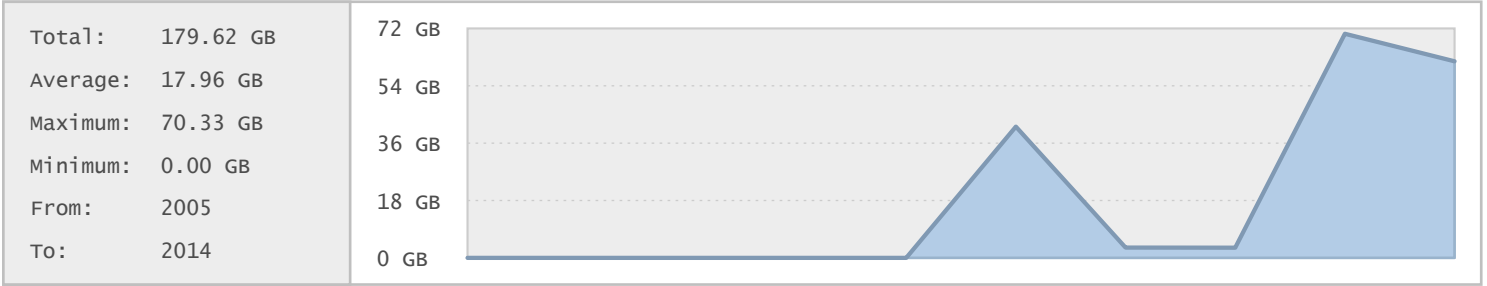 Total: 179.62 GB
Average: 17.96 GB
Maximum: 70.33 GB
Minimum: 0.00 GB
From: 2005
To: 2014
72 GB
54 GB
36 GB
18 GB
0 GB